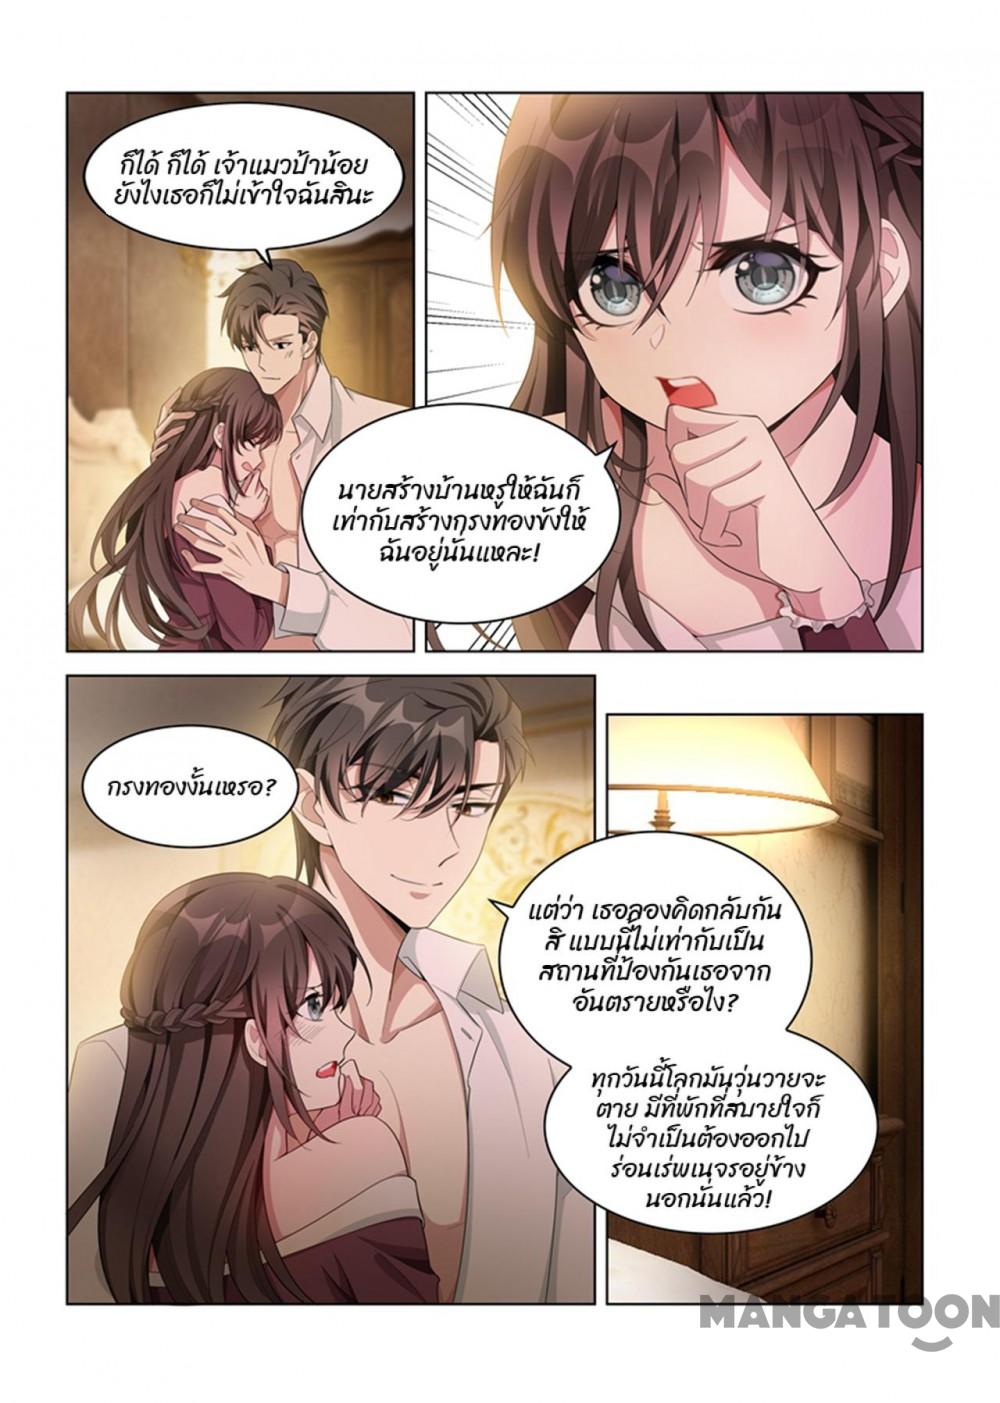 ก็ได้ ก็ได้ เจ้าแมวป่าน้อย
ยังไงเธอก็ไม่เข้าใจฉันสินะ
นายสร้างบ้านหรูให้ฉันก็
เท่ากับสร้างกรงทองขังให้
ฉันอยู่นั่นแหละ!
กรงทองงั้นเหรอ?
แต่ว่า เธอลองคิดกลับกัน
สิ แบบนี้ไม่เท่ากับเป็น
สถานที่ป้องกันเธอจาก
อันตรายหรือไง?
ทุกวันนี้โลกมันวุ่นวายจะ
ตาย มีที่พักที่สบายใจก็
ไม่จำเป็นต้องออกไป
ร่อนเร่พเนจรอยู่ข้าง
นอกนั่นแล้ว!
MANGATOON